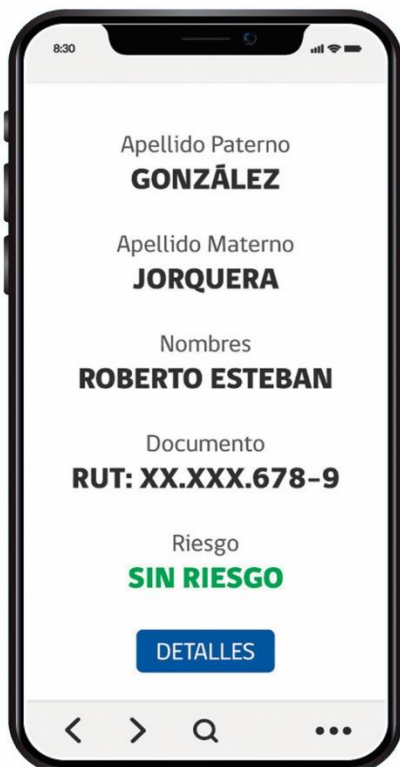 8:30
Apellido Paterno
GONZÁLEZ
Apellido Materno
JORQUERA
Nombres
ROBERTO ESTEBAN
Documento
RUT: XX.XXX.678-9
Riesgo
SIN RIESGO
DETALLES